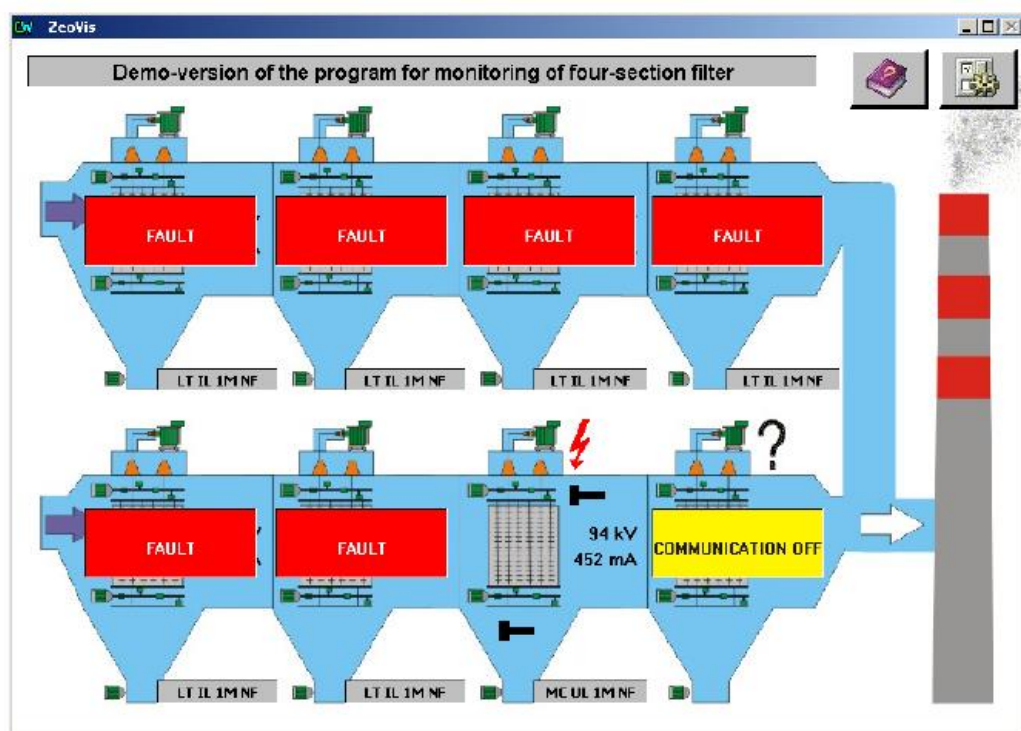 ZeoVis
Demo-version of the program for monitoring of four-section filter
?
FAULT
FAULT
FAULT
FAULT
LT IL 1M NF
LT IL 1M NF
LT IL 1M NF
LT IL 1M NF
?
FAULT
FAULT
94 kV
452 mA
COMMUNICATION OFF
LT IL 1M NF
LT IL 1M NF
MC UL 1M NF